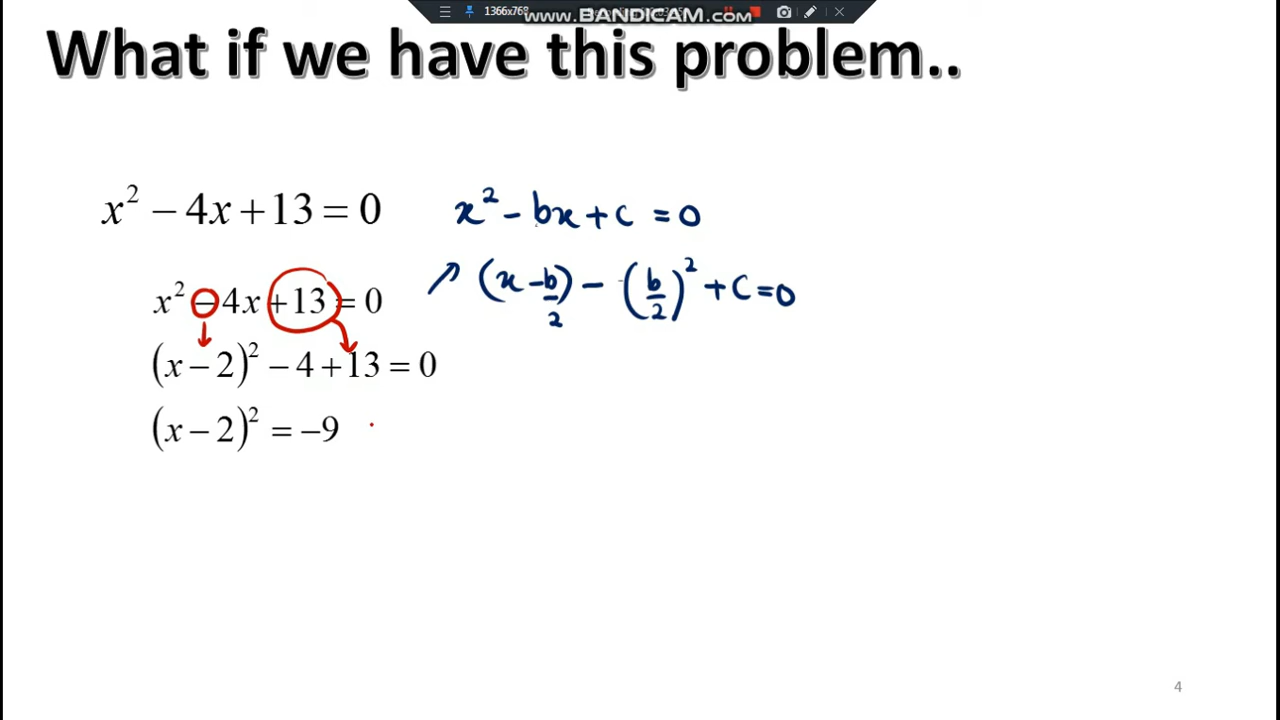 1366x768
www.BANDICAM.com
What if we have this problem..
x² − 4x + 13 = 0
x² - bx + c = 0
x² − 4x + 13 = 0
(x - b/2) - (b/2)² + C = 0
(x − 2)² − 4 + 13 = 0
(x − 2)² = −9
4